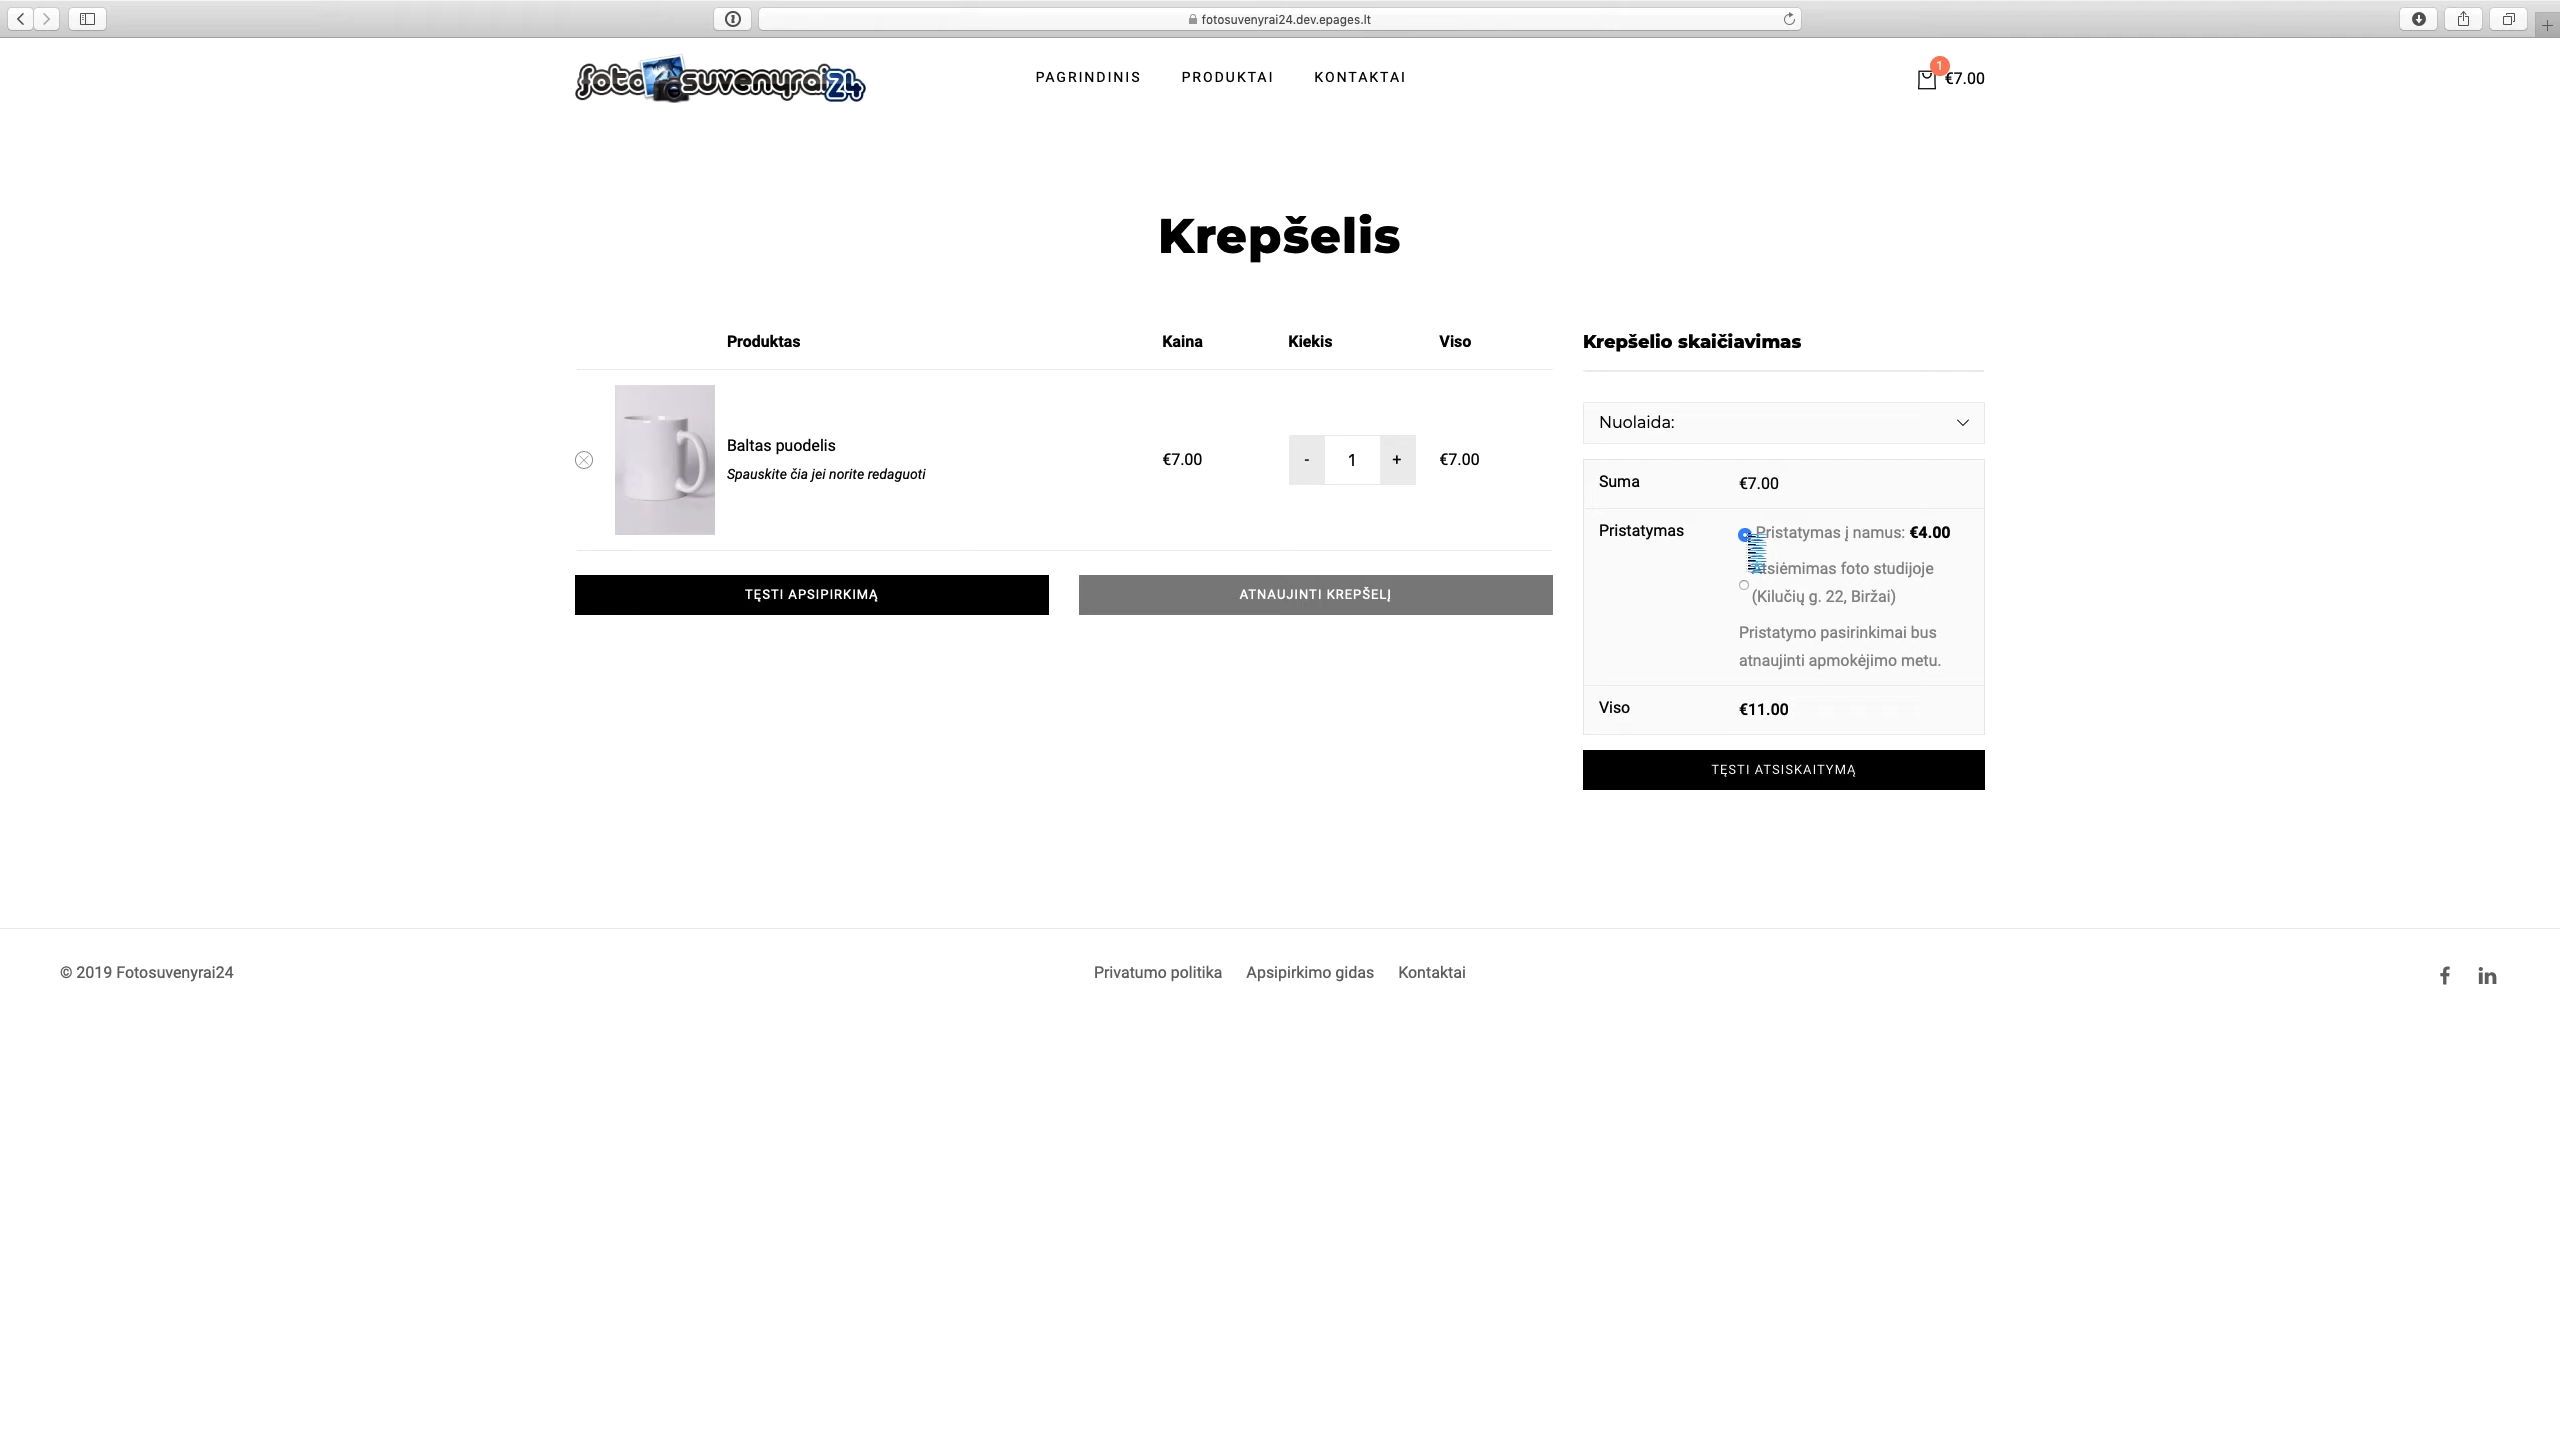 fotosuvenyrai24.dev.epages.lt
fotosuvenyrai24
PAGRINDINIS PRODUKTAI KONTAKTAI
1
€7.00
Krepšelis
Produktas Kaina Kiekis Viso
Baltas puodelis
Spauskite čia jei norite redaguoti
€7.00 - 1 + €7.00
TĘSTI APSIPIRKIMĄ ATNAUJINTI KREPŠELĮ
Krepšelio skaičiavimas
Nuolaida:
Suma €7.00
Pristatymas Pristatymas į namus: €4.00
foto studijoje
(Kilučių g. 22, Biržai)
Pristatymo pasirinkimai bus
atnaujinti apmokėjimo metu.
Viso €11.00
TĘSTI ATSISKAITYMĄ
© 2019 Fotosuvenyrai24 Privatumo politika Apsipirkimo gidas Kontaktai